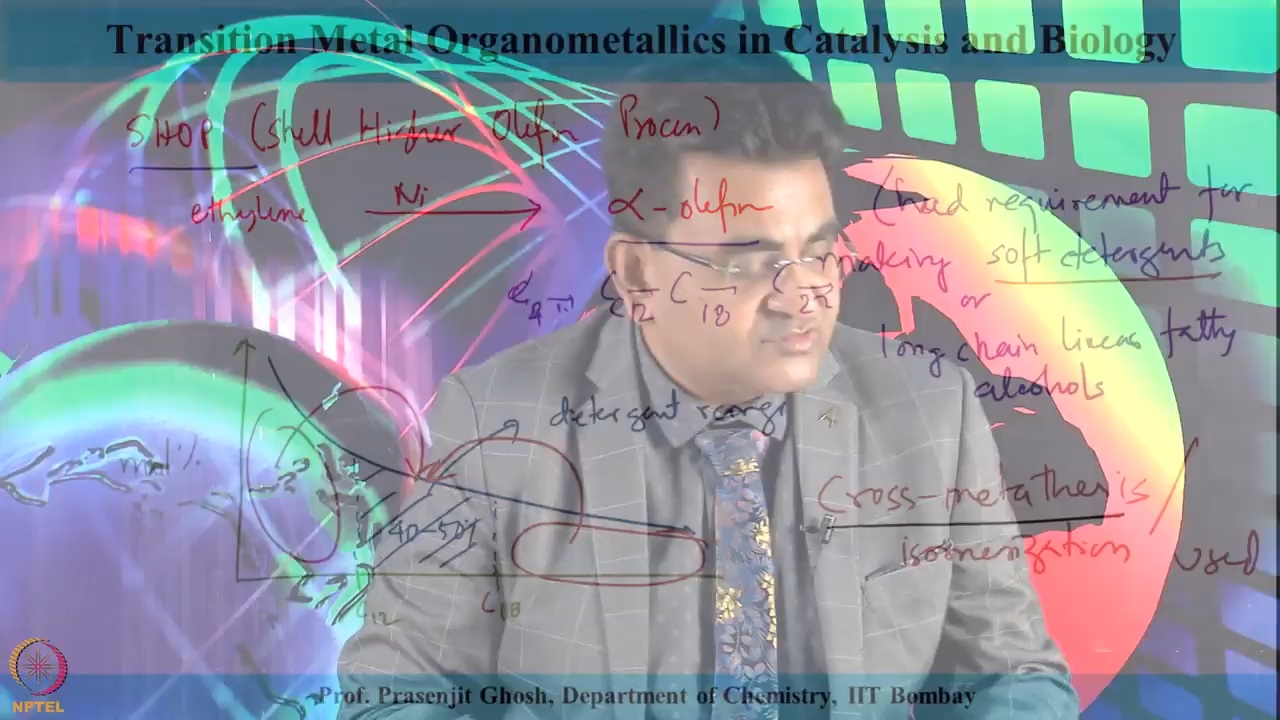 Transition Metal Organometallics in Catalysis and Biology
SHOP (Shell Higher Olefin Process)
ethylene Ni α-olefin (had requirement for
making soft detergents
12 C 18
or
long chain linear fatty
alcohols
detergent range
mol%
40-50%
Cross-metathesis /
isomerization used
C12 C18
Prof. Prasenjit Ghosh, Department of Chemistry, IIT Bombay
NPTEL